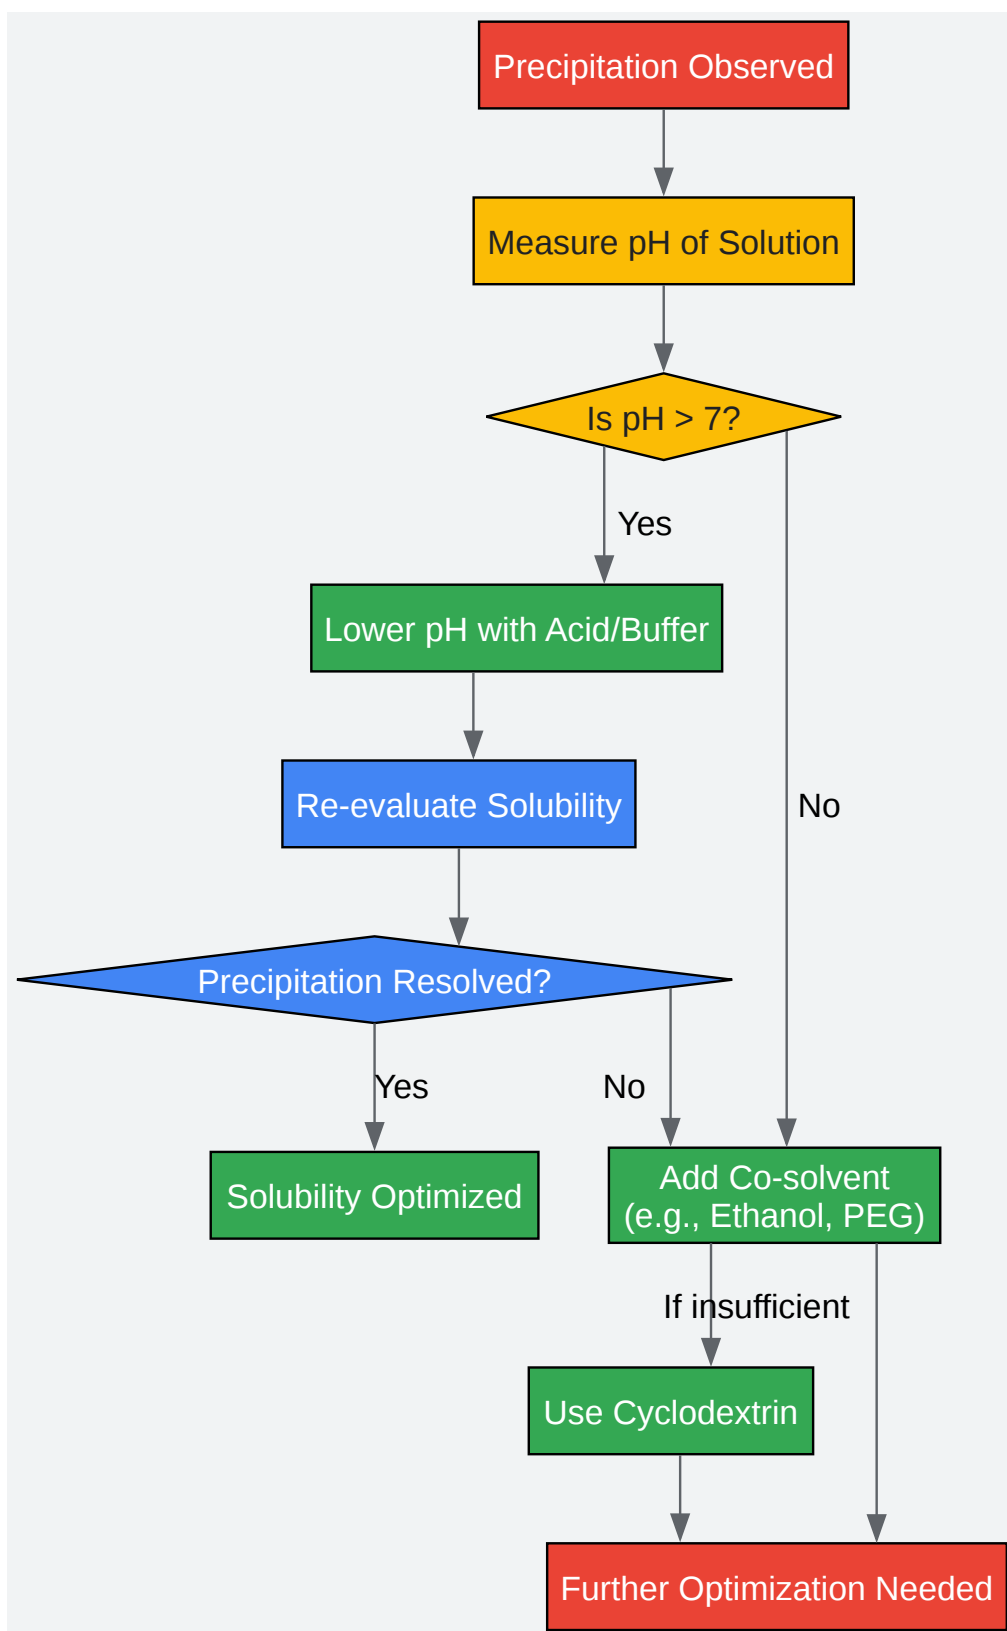 Precipitation Observed
Measure pH of Solution
Is pH > 7?
Yes
Lower pH with Acid/Buffer
Re-evaluate Solubility
No
Precipitation Resolved?
Yes
No
Solubility Optimized
Add Co-solvent
(e.g., Ethanol, PEG)
If insufficient
Use Cyclodextrin
Further Optimization Needed